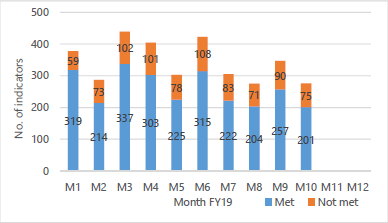 500
400
300
200
100
0
No. of indicators
59 73 102 101 78 108 83 71 90 75
319 214 337 303 225 315 222 204 257 201
M1 M2 M3 M4 M5 M6 M7 M8 M9 M10 M11 M12
Month FY19 Met Not met